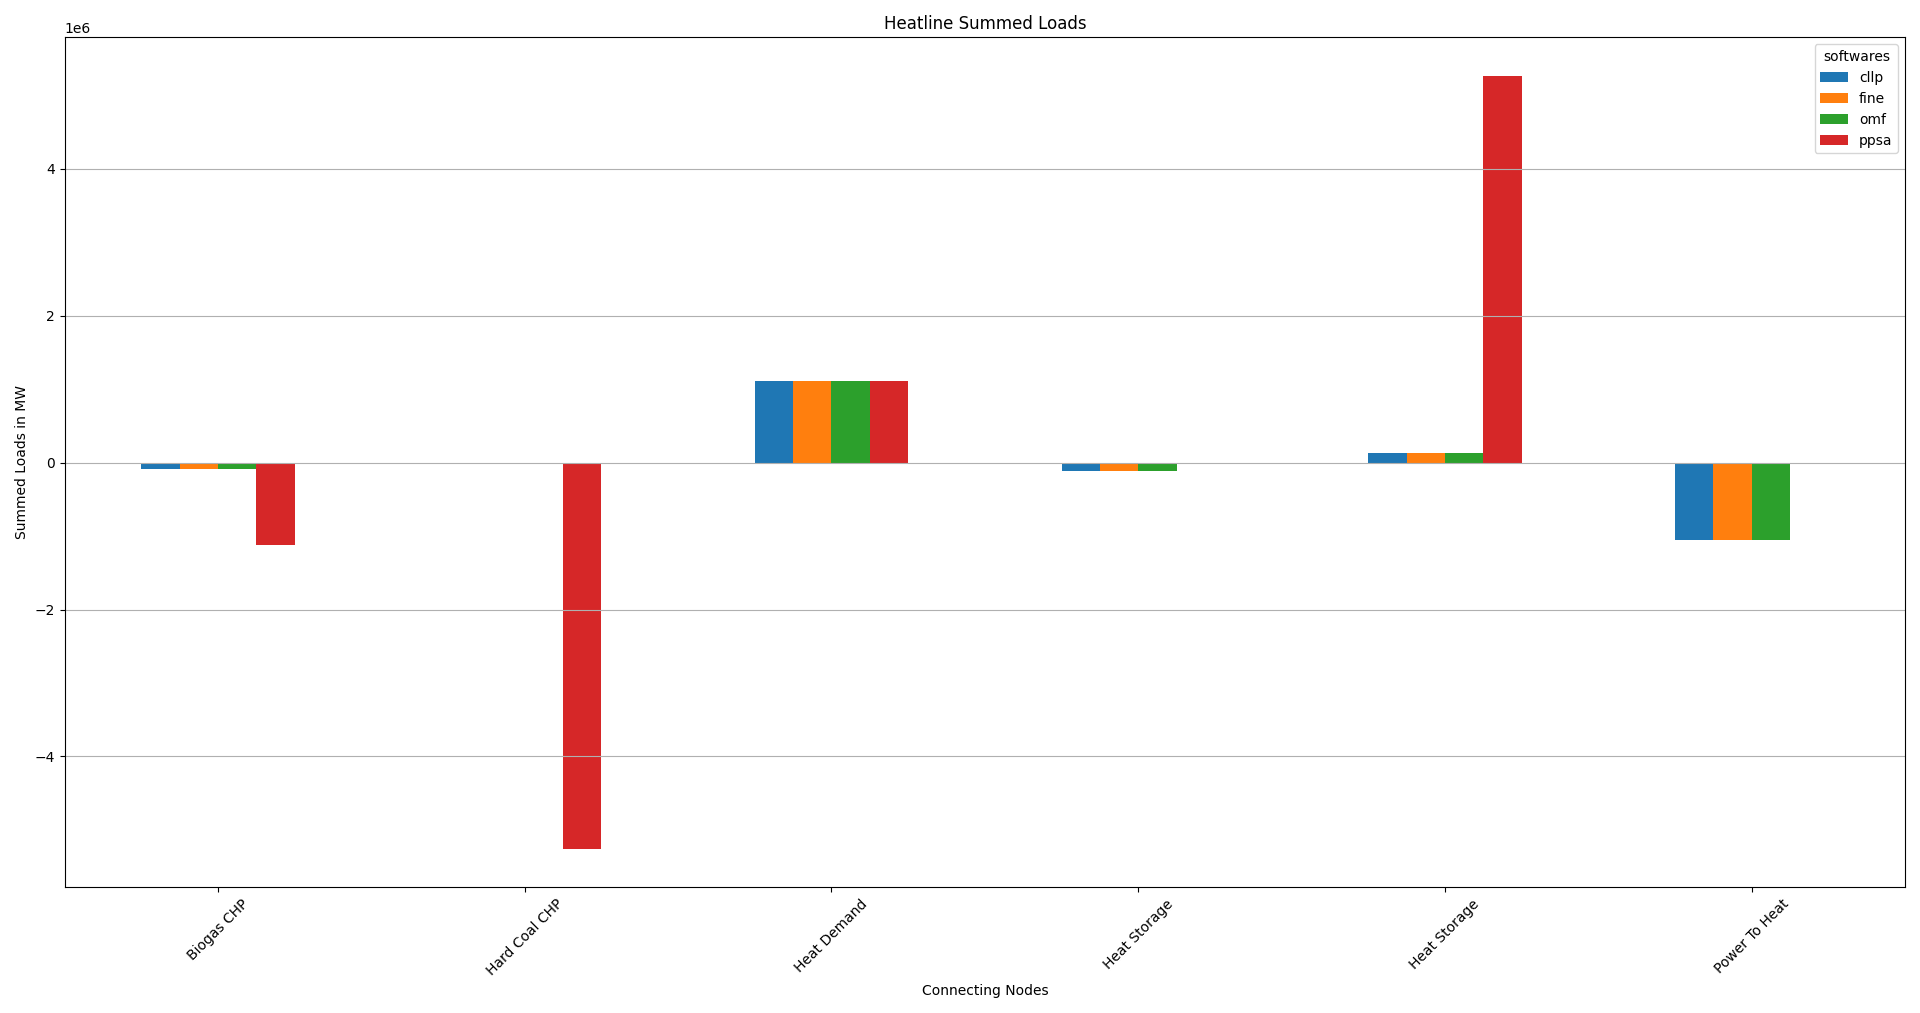 Heatline Summed Loads
1e6
softwares
cllp
fine
omf
ppsa
4
2
0
−2
−4
Summed Loads in MW
Biogas CHP
Hard Coal CHP
Heat Demand
Heat Storage
Heat Storage
Power To Heat
Connecting Nodes